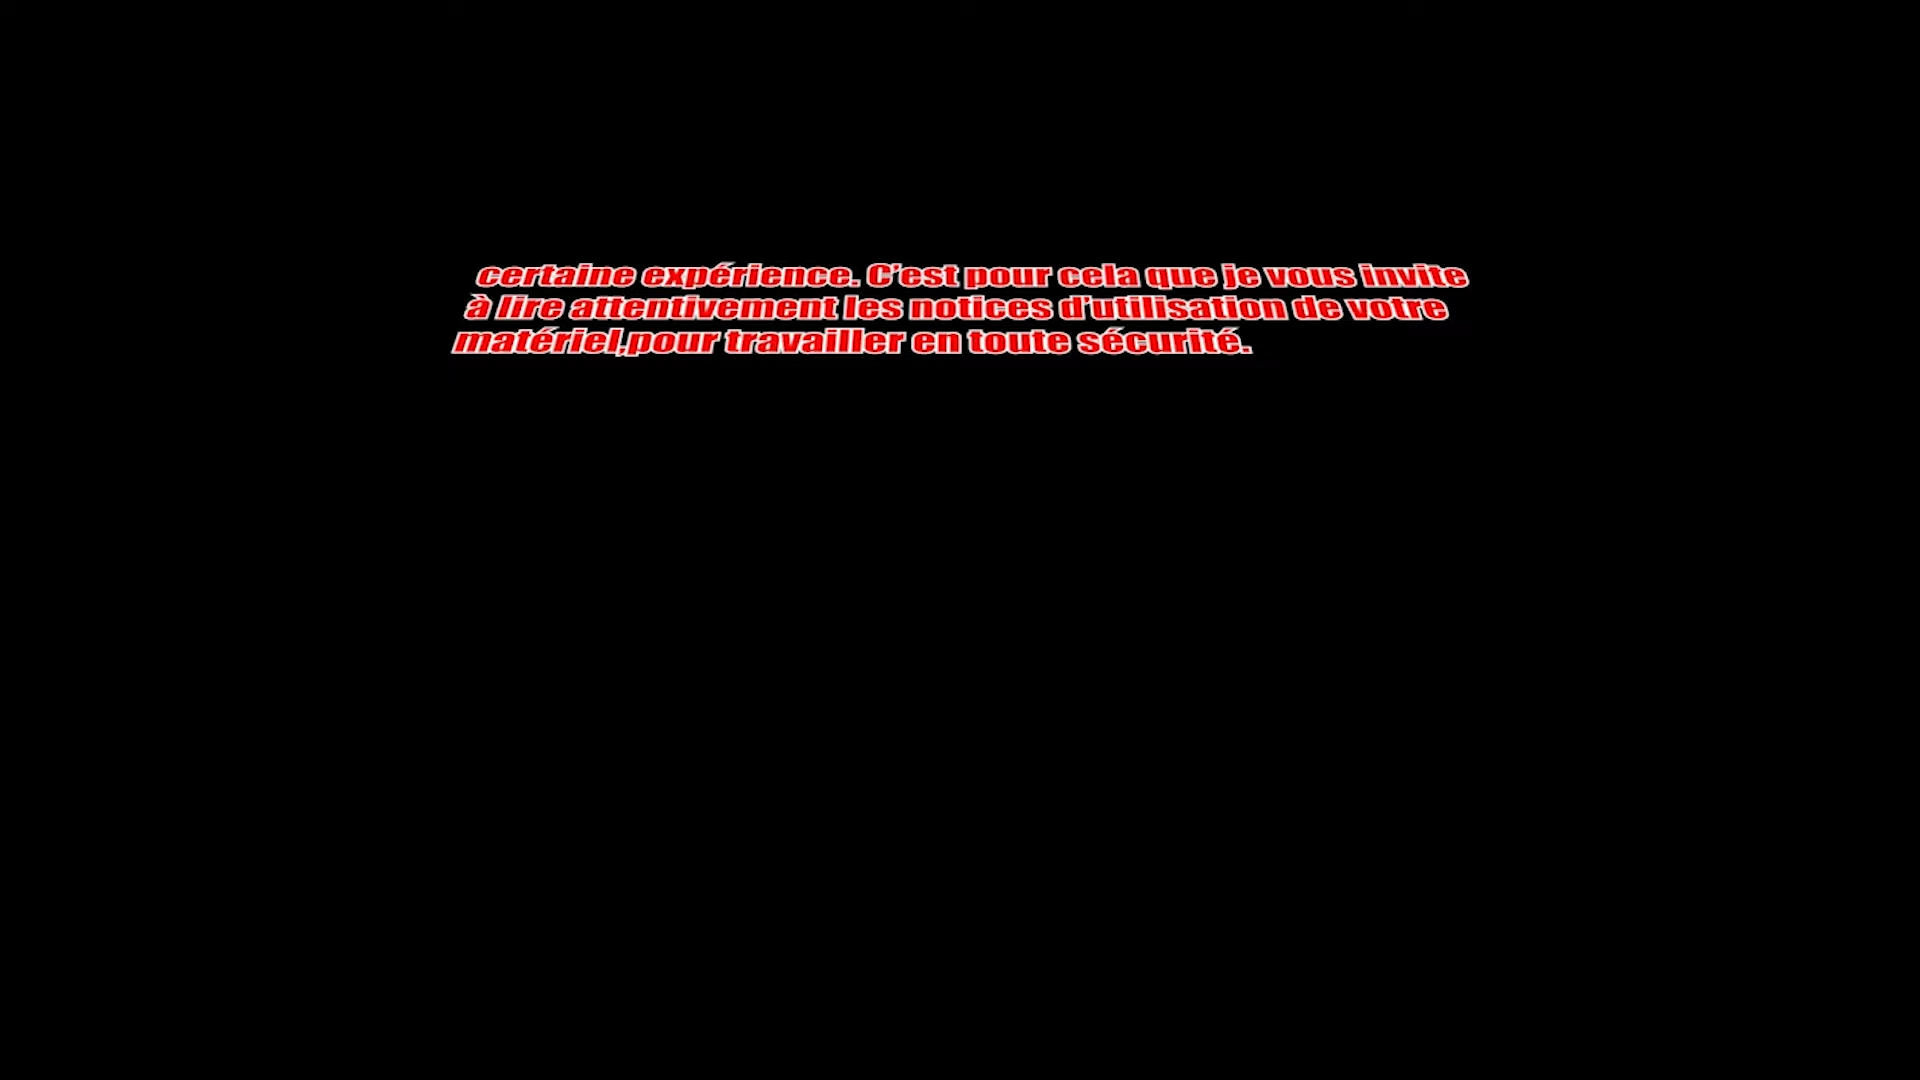 certaine expérience. C'est pour cela que je vous invite
à lire attentivement les notices d'utilisation de votre
matériel,pour travailler en toute sécurité.